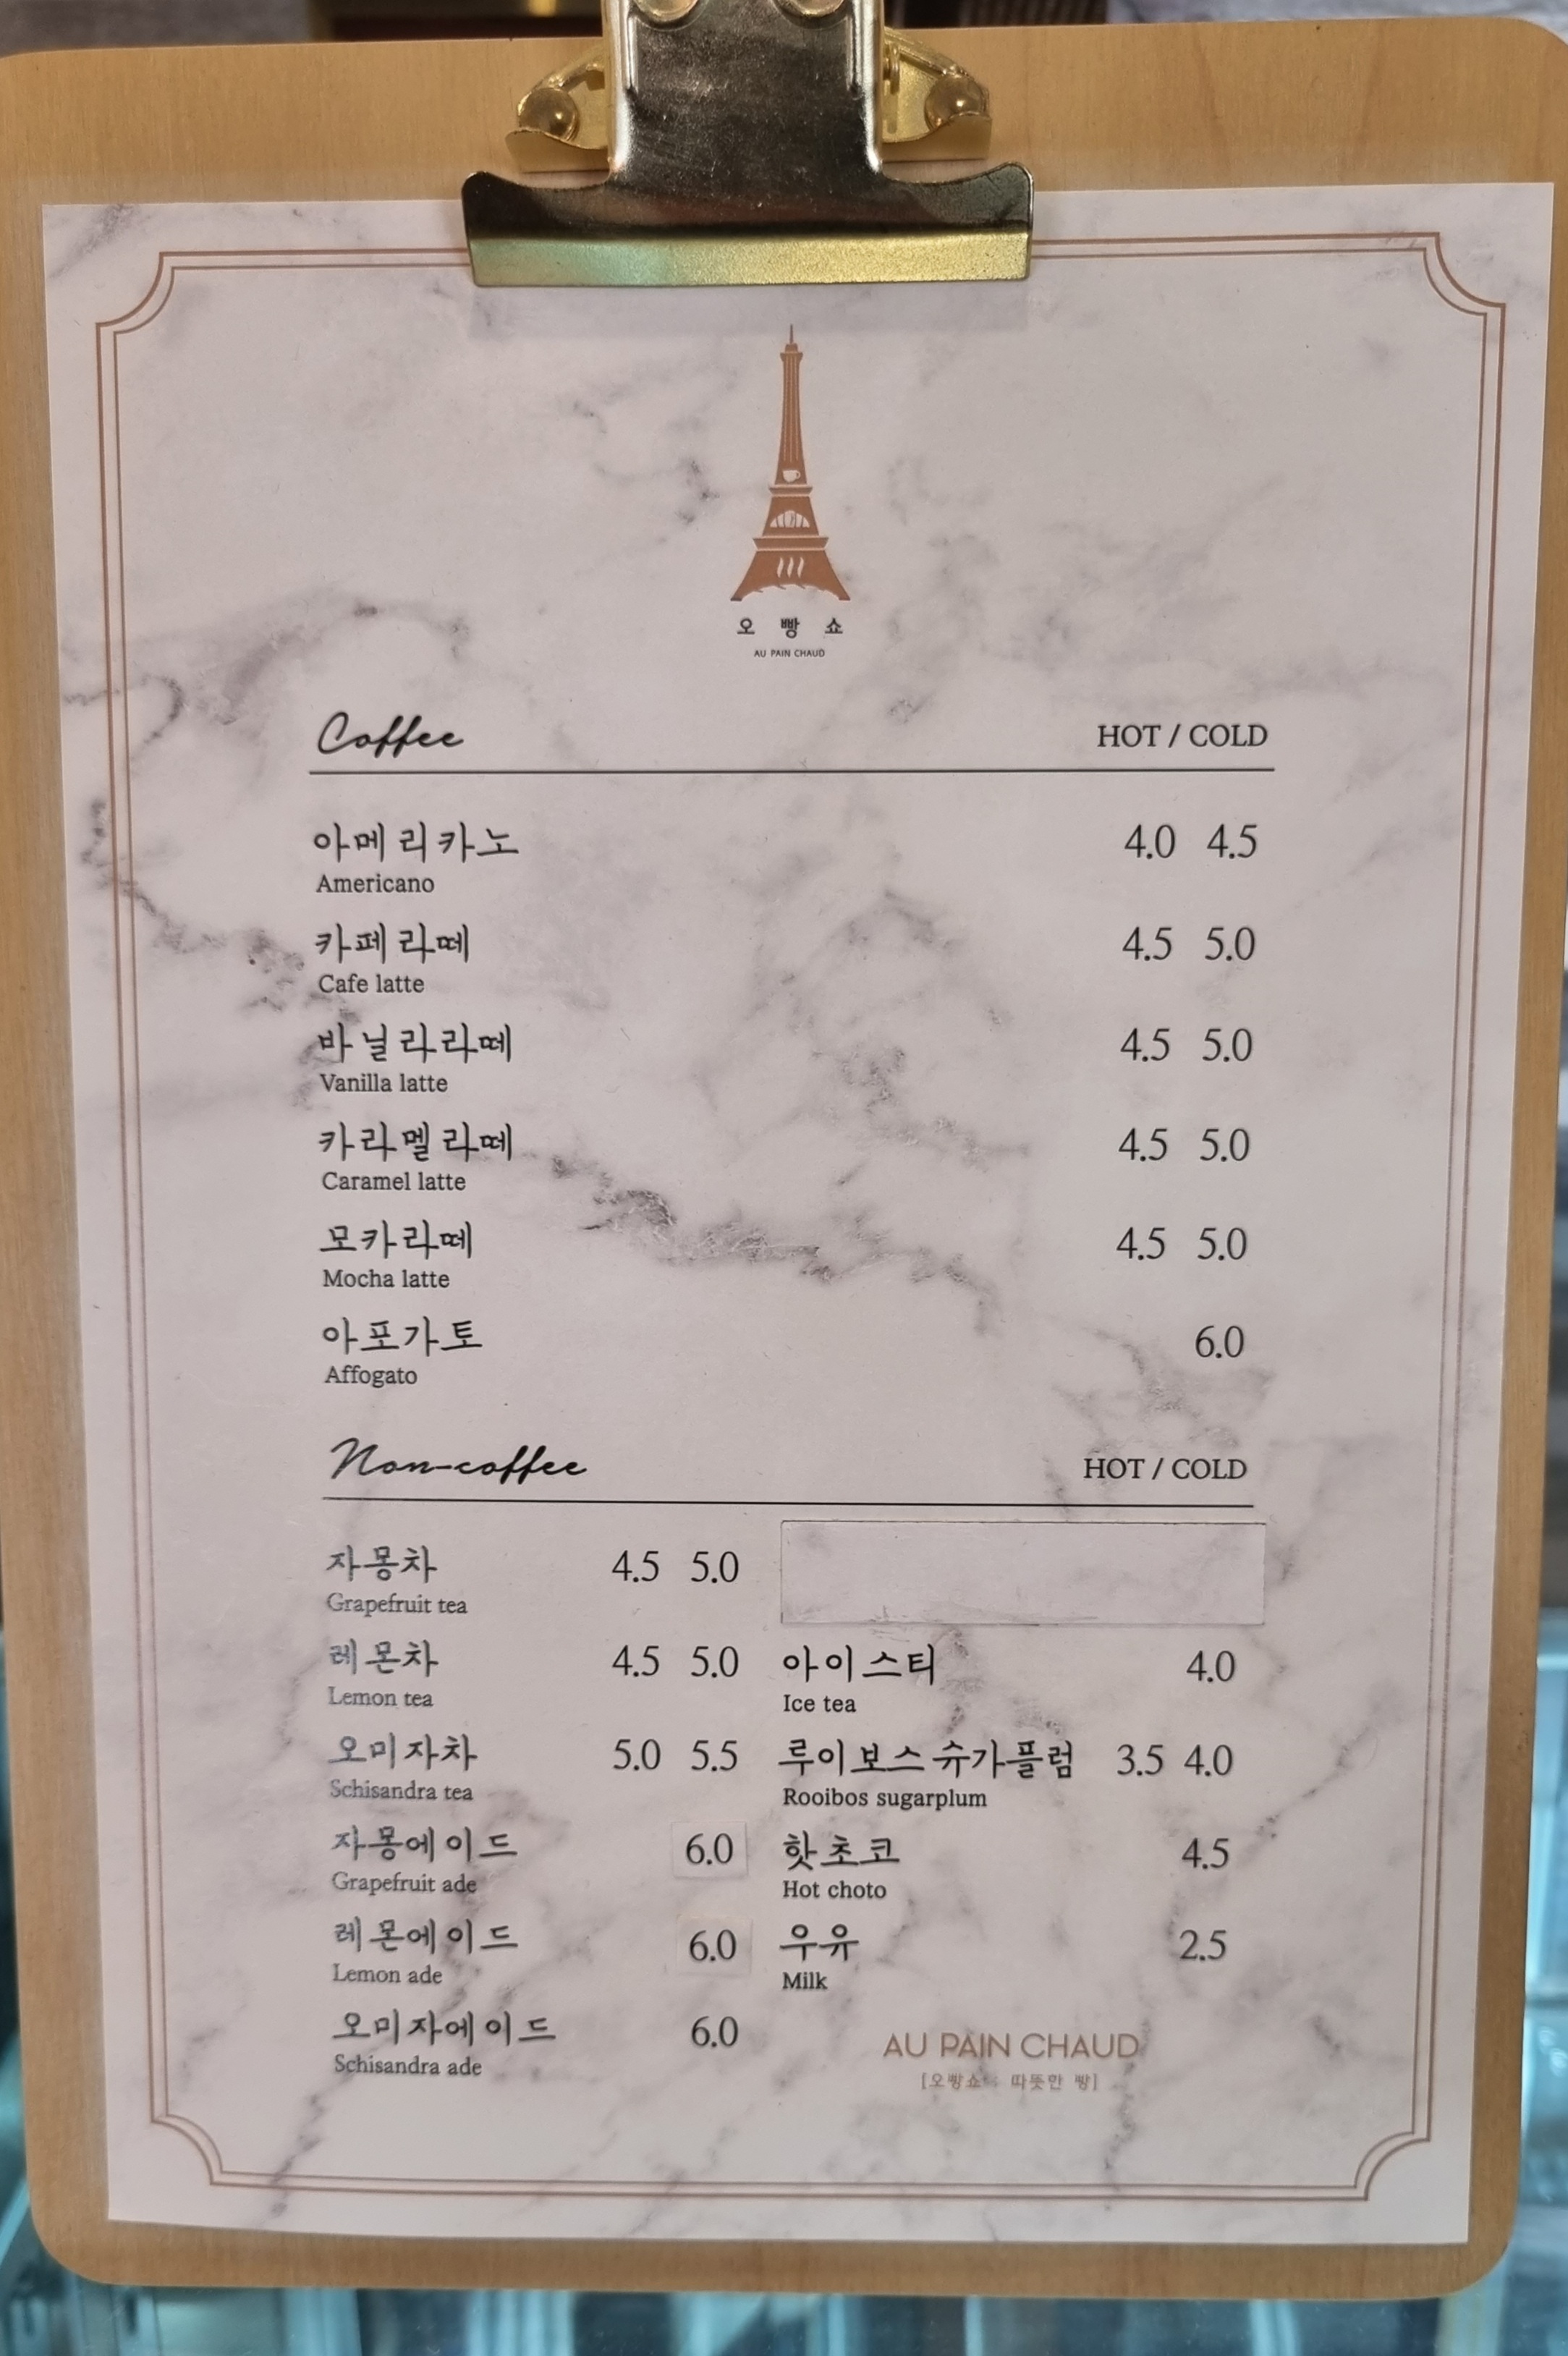 오빵쇼
AU PAIN CHAUD
Coffee HOT / COLD
아메리카노 4.0 4.5
Americano
카페라떼 4.5 5.0
Cafe latte
바닐라라떼 4.5 5.0
Vanilla latte
카라멜라떼 4.5 5.0
Caramel latte
모카라떼 4.5 5.0
Mocha latte
아포가토 6.0
Affogato
Non-coffee HOT / COLD
자몽차 4.5 5.0
Grapefruit tea
레몬차 4.5 5.0
Lemon tea
오미자차 5.0 5.5
Schisandra tea
자몽에이드 6.0
Grapefruit ade
레몬에이드 6.0
Lemon ade
오미자에이드 6.0
Schisandra ade
아이스티 4.0
Ice tea
루이보스 슈가플럼 3.5 4.0
Rooibos sugarplum
핫초코 4.5
Hot choto
우유 2.5
Milk
AU PAIN CHAUD
[오빵쇼 : 따뜻한 빵]